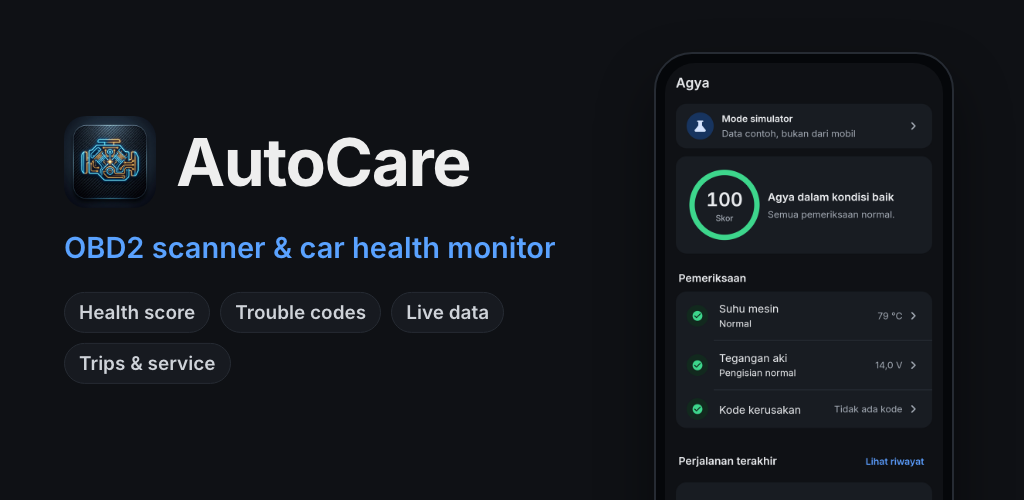 AutoCare
OBD2 scanner & car health monitor
Health score
Trouble codes
Live data
Trips & service
Agya
Mode simulator
Data contoh, bukan dari mobil
100
Skor
Agya dalam kondisi baik
Semua pemeriksaan normal.
Pemeriksaan
Suhu mesin
Normal
79 °C
Tegangan aki
Pengisian normal
14,0 V
Kode kerusakan
Tidak ada kode
Perjalanan terakhir
Lihat riwayat